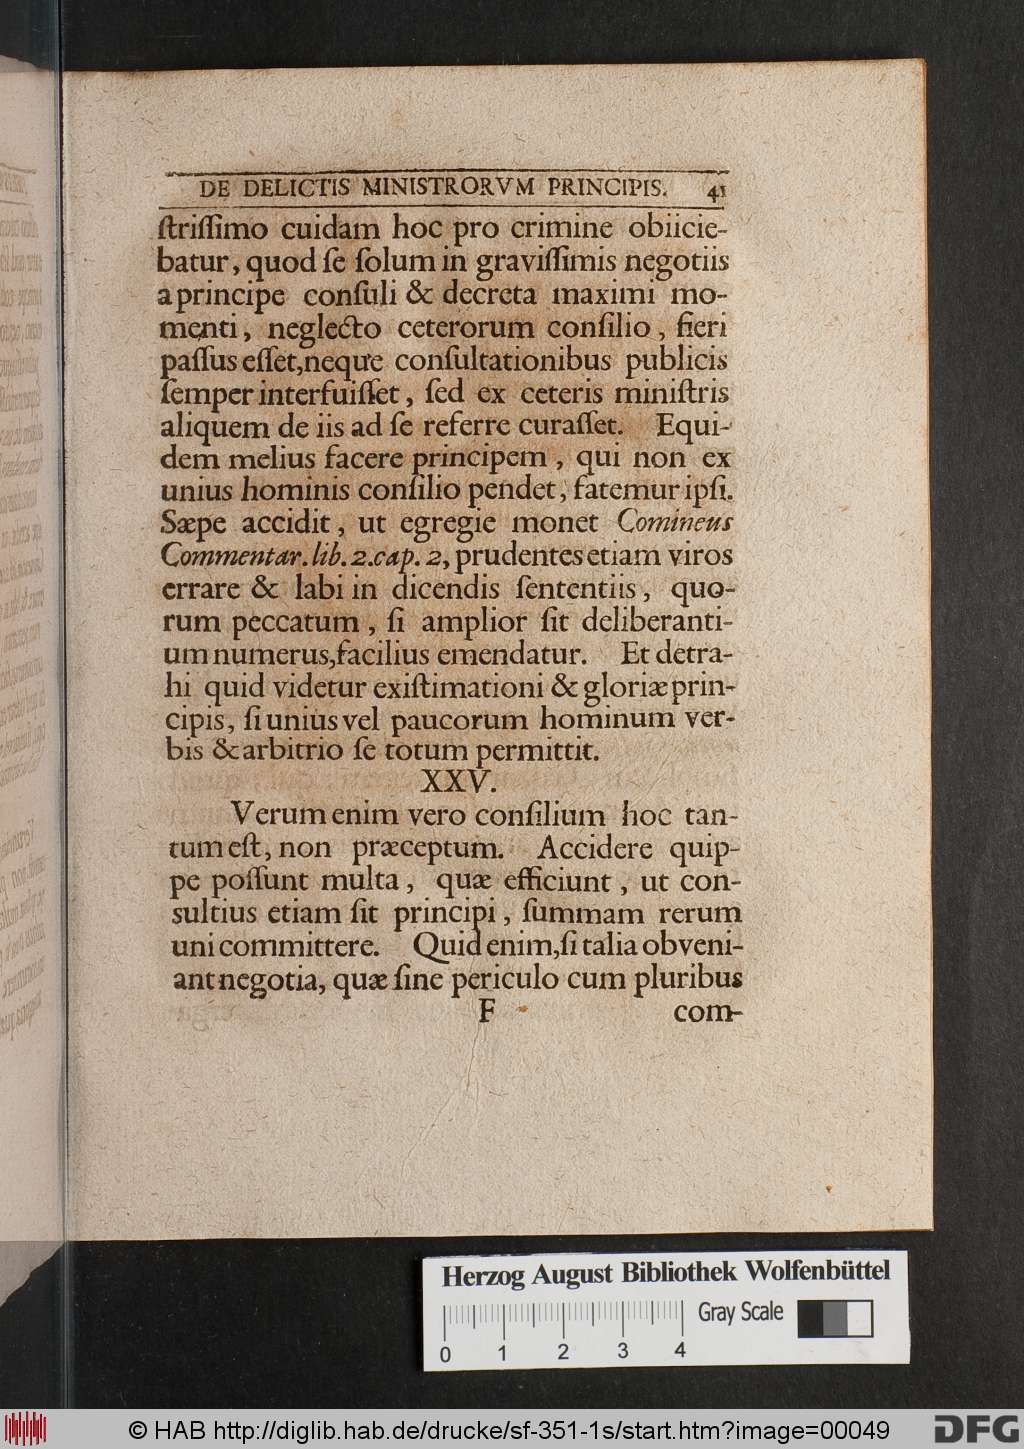 DE DELICTIS MINISTRORVM PRINCIPIS. 41
ſtriſſimo cuidam hoc pro crimine obiicie-
batur, quod ſe ſolum in graviſſimis negotiis
a principe conſuli & decreta maximi mo-
menti, neglecto ceterorum conſilio, fieri
paſſus eſſet, neque conſultationibus publicis
ſemper interfuiſſet, ſed ex ceteris miniſtris
aliquem de iis ad ſe referre curaſſet. Equi-
dem melius facere principem, qui non ex
unius hominis conſilio pendet, fatemur ipſi.
Sæpe accidit, ut egregie monet Comineus
Commentar. lib. 2. cap. 2, prudentes etiam viros
errare & labi in dicendis ſententiis, quo-
rum peccatum, ſi amplior ſit deliberanti-
um numerus, facilius emendatur. Et detra-
hi quid videtur exiſtimationi & gloriæ prin-
cipis, ſi unius vel paucorum hominum ver-
bis & arbitrio ſe totum permittit.
XXV.
Verum enim vero conſilium hoc tan-
tum eſt, non præceptum. Accidere quip-
pe poſſunt multa, quæ efficiunt, ut con-
sultius etiam ſit principi, ſummam rerum
uni committere. Quid enim, ſi talia obveni-
ant negotia, quæ ſine periculo cum pluribus
F com-
Herzog August Bibliothek Wolfenbüttel
Gray Scale
0 1 2 3 4
© HAB http://diglib.hab.de/drucke/sf-351-1s/start.htm?image=00049
DFG